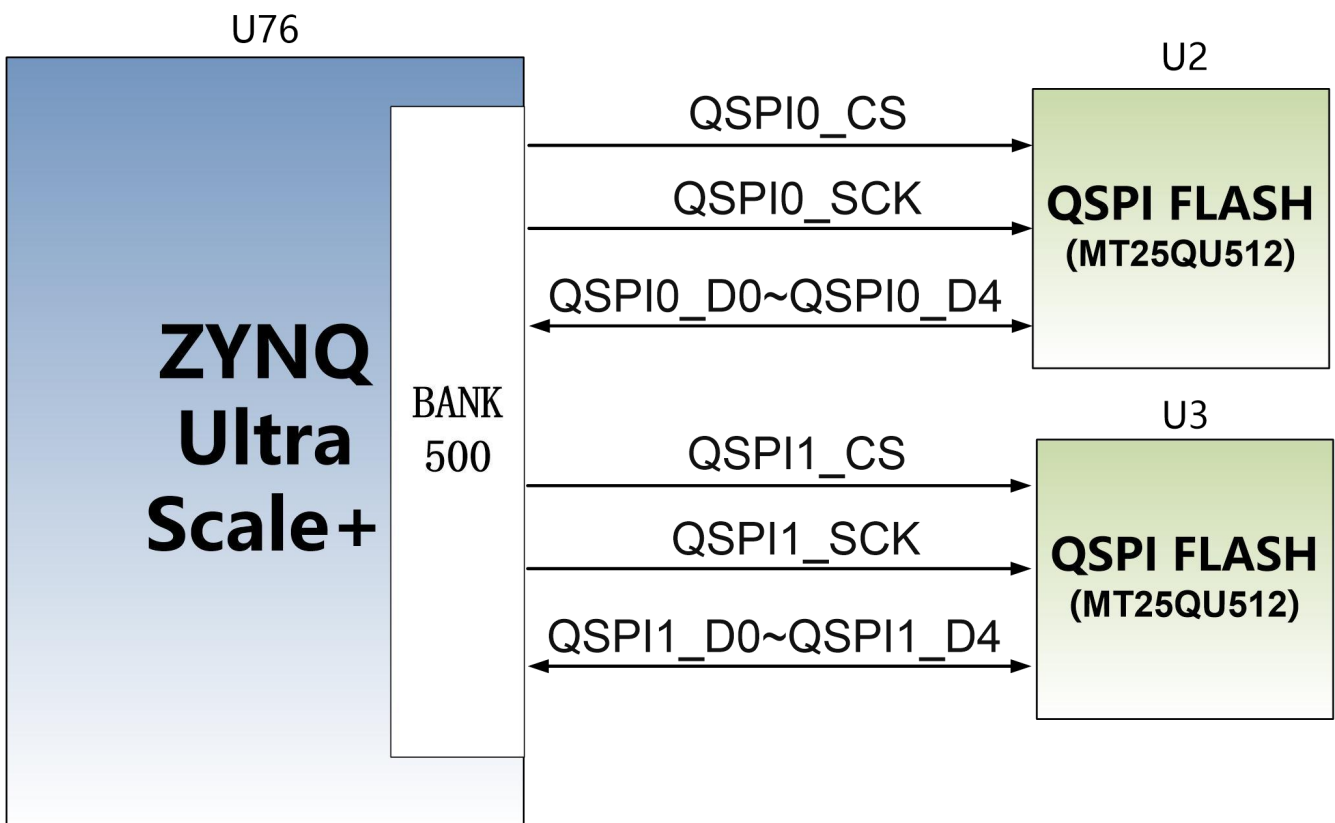 U76
ZYNQ
Ultra
Scale+
BANK
500
QSPI0_CS
QSPI0_SCK
QSPI0_D0~QSPI0_D4
U2
QSPI FLASH
(MT25QU512)
QSPI1_CS
QSPI1_SCK
QSPI1_D0~QSPI1_D4
U3
QSPI FLASH
(MT25QU512)